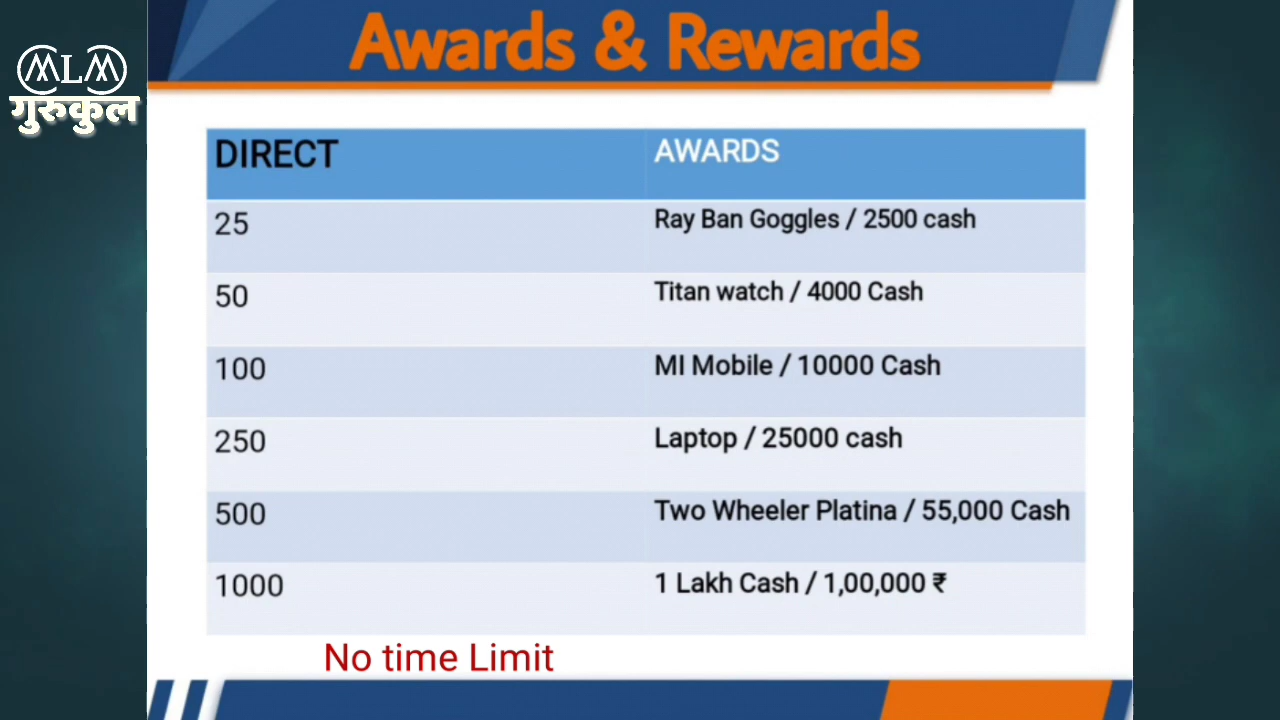 Awards & Rewards
MLM
गुरुकुल
DIRECT AWARDS
25 Ray Ban Goggles / 2500 cash
50 Titan watch / 4000 Cash
100 MI Mobile / 10000 Cash
250 Laptop / 25000 cash
500 Two Wheeler Platina / 55,000 Cash
1000 1 Lakh Cash / 1,00,000 ₹
No time Limit